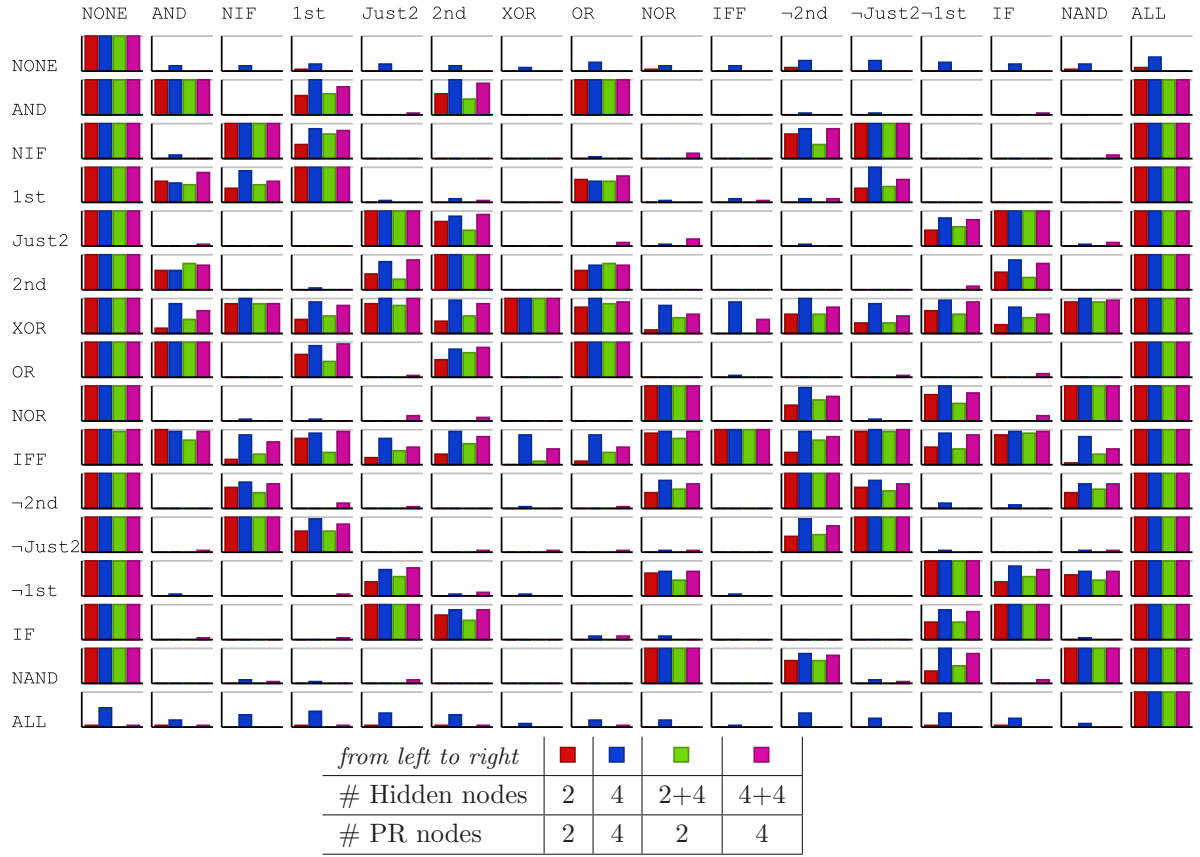 NONE AND NIF 1st Just2 2nd XOR OR NOR IFF ¬2nd ¬Just2 ¬1st IF NAND ALL
NONE
AND
NIF
1st
Just2
2nd
XOR
OR
NOR
IFF
¬2nd
¬Just2
¬1st
IF
NAND
ALL
from left to right
# Hidden nodes 2 4 2+4 4+4
# PR nodes 2 4 2 4